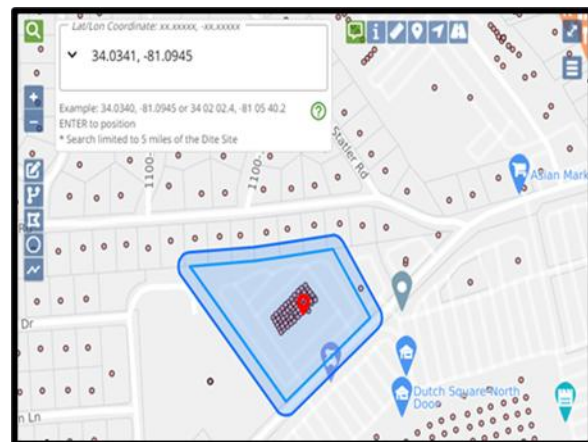 Lat/Lon Coordinate: xx.xxxxx, -xx.xxxxx
34.0341, -81.0945
Example: 34.0340, -81.0945 or 34 02 02.4, -81 05 40.2
ENTER to position
* Search limited to 5 miles of the Dite Site
1100-
1200-
Statler Rd
Asian Mark
Dr
Dutch Square North
Door
n Ln